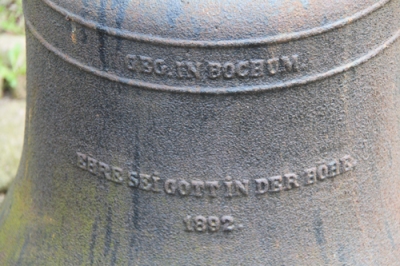 GEG. IN BOCHUM.
EHRE SEi GOTT iN DER HÖHE.
1892.